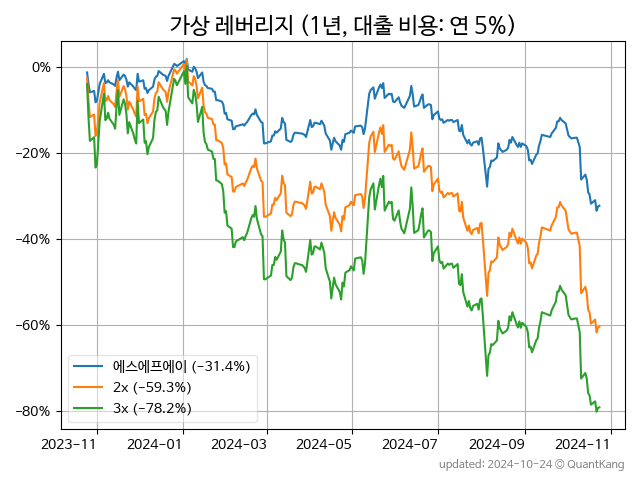 가상 레버리지 (1년, 대출 비용: 연 5%)
0%
−20%
−40%
−60%
−80%
에스에프에이 (−31.4%)
2x (−59.3%)
3x (−78.2%)
2023−11 2024−01 2024−03 2024−05 2024−07 2024−09 2024−11
updated: 2024−10−24 © QuantKang